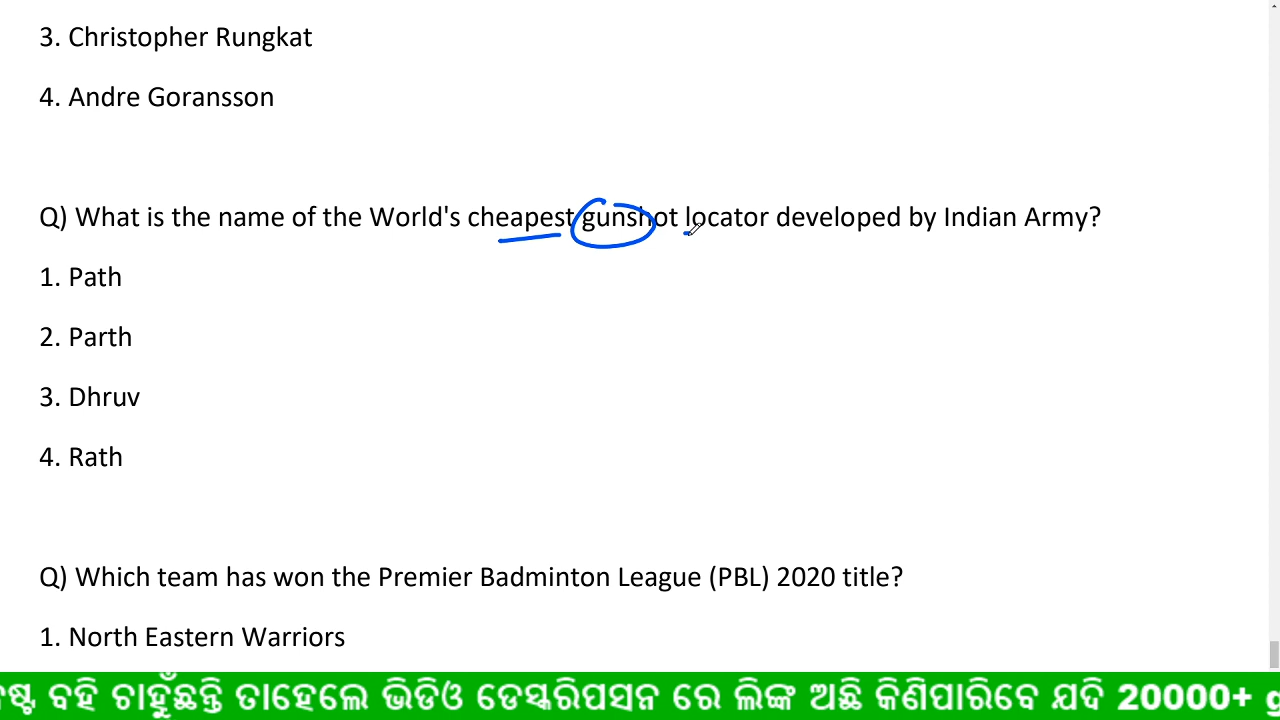 3. Christopher Rungkat
4. Andre Goransson
Q) What is the name of the World's cheapest gunshot locator developed by Indian Army?
1. Path
2. Parth
3. Dhruv
4. Rath
Q) Which team has won the Premier Badminton League (PBL) 2020 title?
1. North Eastern Warriors
ବହି ଚାହୁଁଛନ୍ତି ତାହେଲେ ଭିଡିଓ ଡେସ୍କରିପସନ ରେ ଲିଙ୍କ ଅଛି କିଣିପାରିବେ ଯଦି 20000+